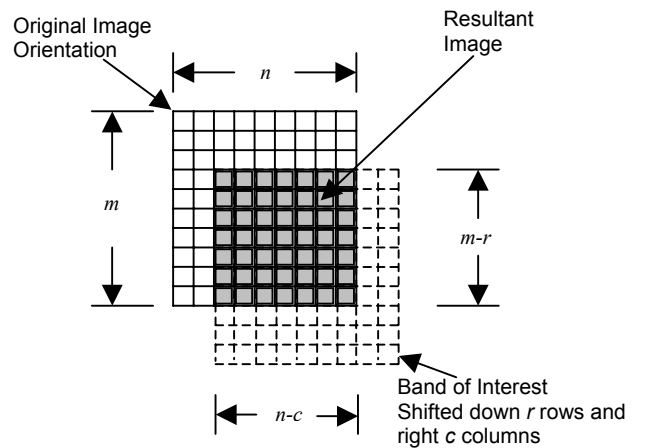 Original Image
Orientation
Resultant
Image
n
m
m-r
n-c
Band of Interest
Shifted down r rows and
right c columns